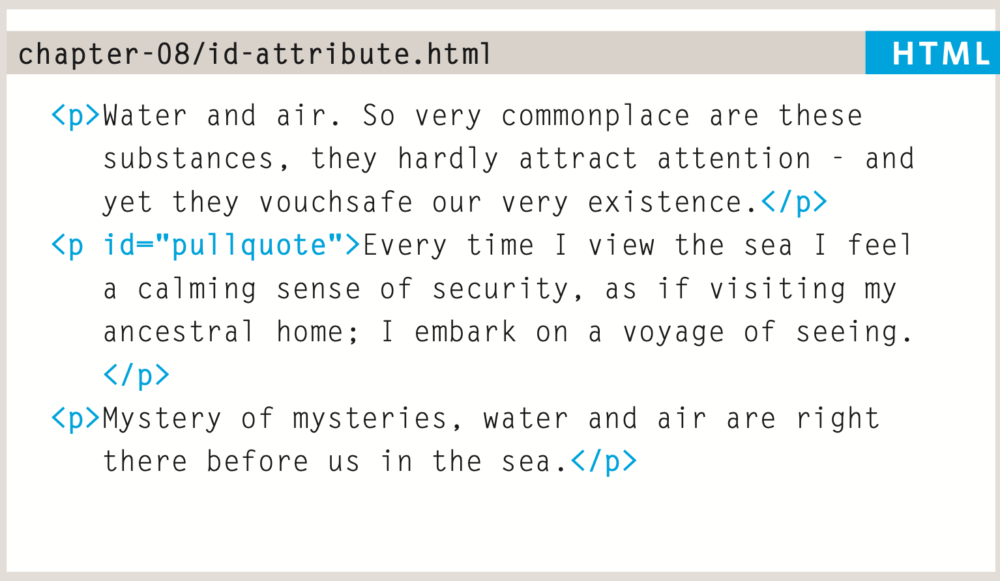 chapter-08/id-attribute.html HTML
<p>Water and air. So very commonplace are these
substances, they hardly attract attention - and
yet they vouchsafe our very existence.</p>
<p id="pullquote">Every time I view the sea I feel
a calming sense of security, as if visiting my
ancestral home; I embark on a voyage of seeing.
</p>
<p>Mystery of mysteries, water and air are right
there before us in the sea.</p>